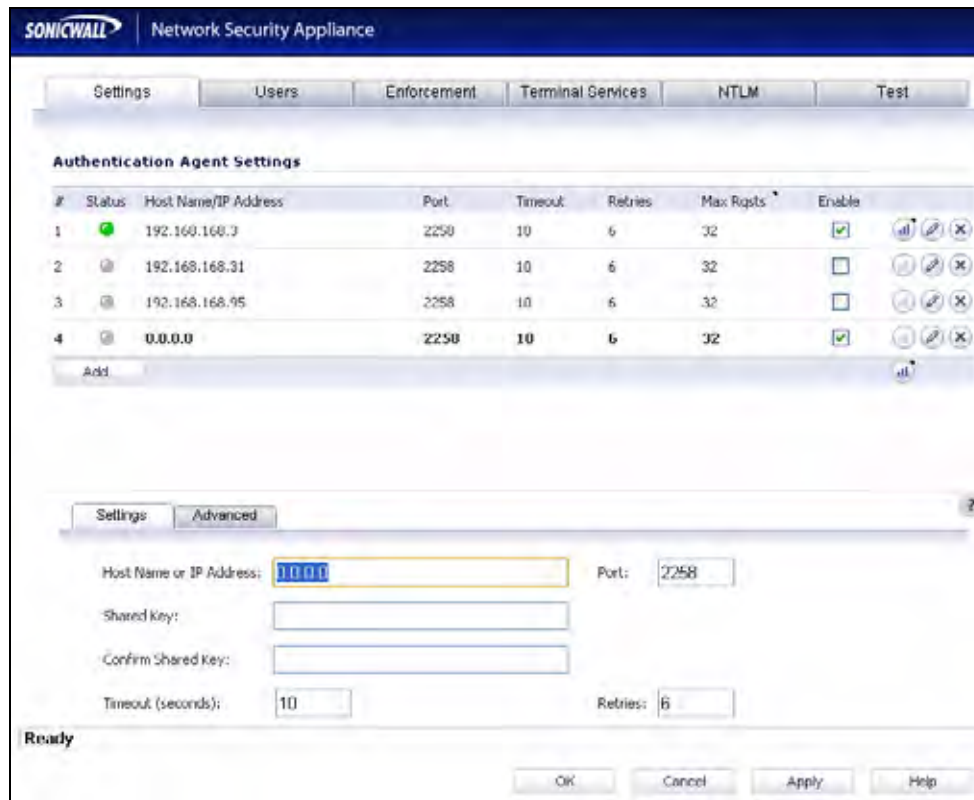 SONICWALL Network Security Appliance
Settings Users Enforcement Terminal Services NTLM Test
Authentication Agent Settings
# Status Host Name/IP Address Port Timeout Retries Max Rqsts Enable
1 192.168.168.3 2258 10 6 32
2 192.168.168.31 2258 10 6 32
3 192.168.168.95 2258 10 6 32
4 0.0.0.0 2258 10 6 32
Add
Settings Advanced
?
Host Name or IP Address: 0.0.0.0 Port: 2258
Shared Key:
Confirm Shared Key:
Timeout (seconds): 10 Retries: 6
Ready
OK Cancel Apply Help